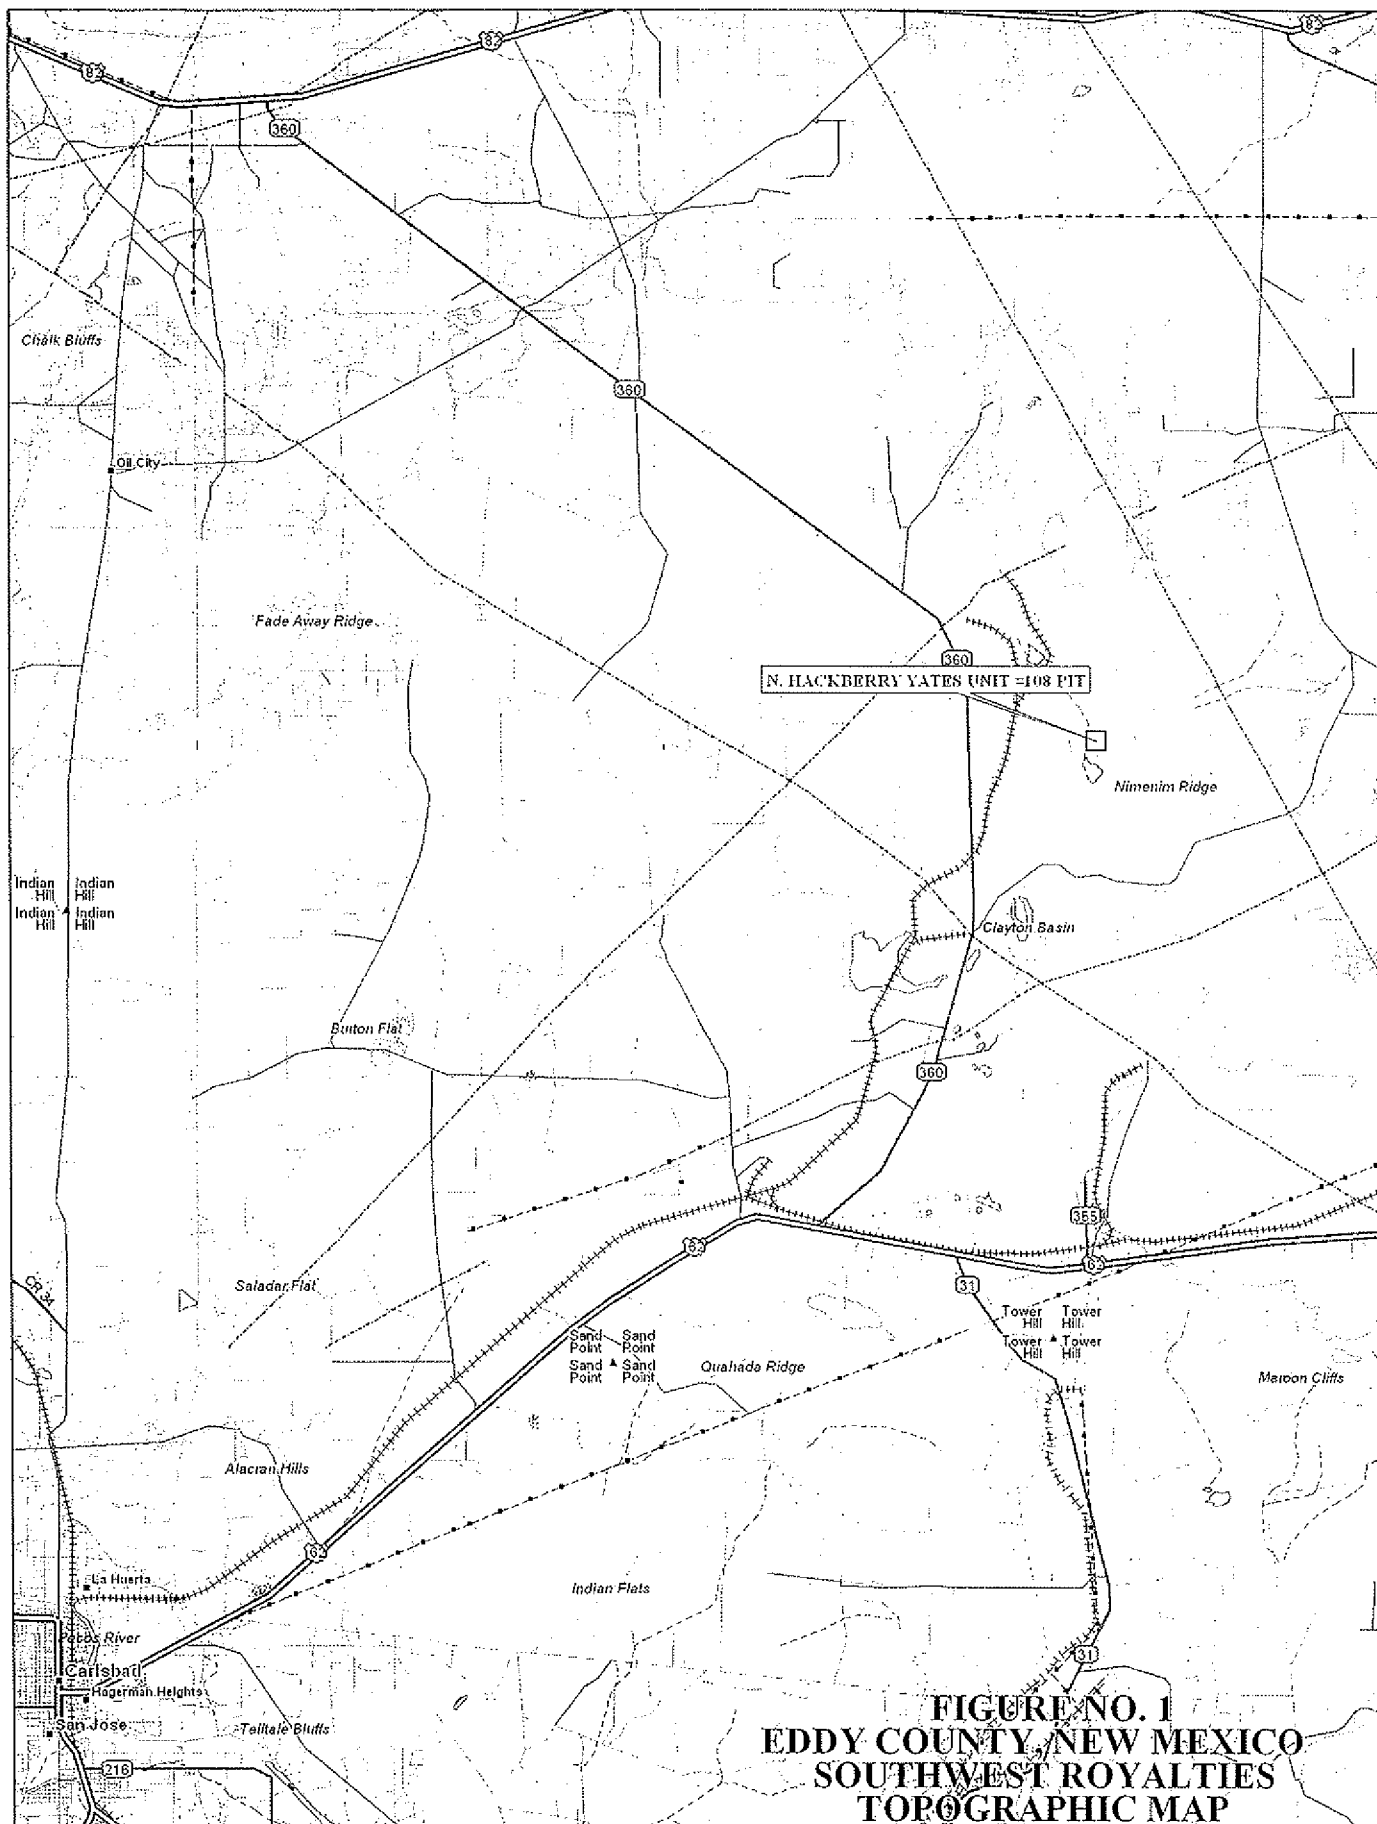 82
82
82
360
Chalk Bluffs
360
Oil City
Fade Away Ridge
360
N. HACKBERRY YATES UNIT #108 PIT
Nimenim Ridge
Indian Hill
Indian Hill
Indian Hill
Indian Hill
Clayton Basin
Burton Flat
360
355
62
62
31
CR 34
Saladar Flat
Tower Hill
Tower Hill
Tower Hill
Tower Hill
Sand Point
Sand Point
Sand Point
Sand Point
Quahada Ridge
Maroon Cliffs
Alacran Hills
62
La Huerta
Indian Flats
Pecos River
Carlsbad
Hagerman Heights
San Jose
Telltale Bluffs
31
216
FIGURE NO. 1
EDDY COUNTY, NEW MEXICO
SOUTHWEST ROYALTIES
TOPOGRAPHIC MAP